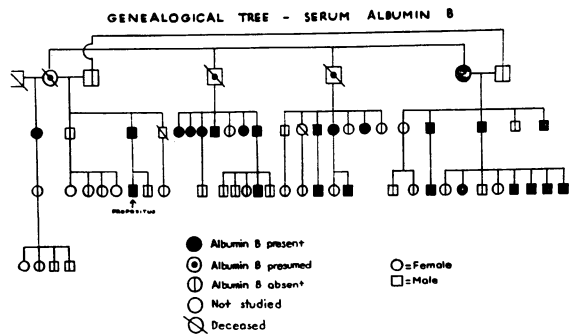 GENEALOGICAL TREE - SERUM ALBUMIN B
PROPOSITUS
Albumin B present
Albumin B presumed
Albumin B absent
Not studied
Deceased
=Female
=Male